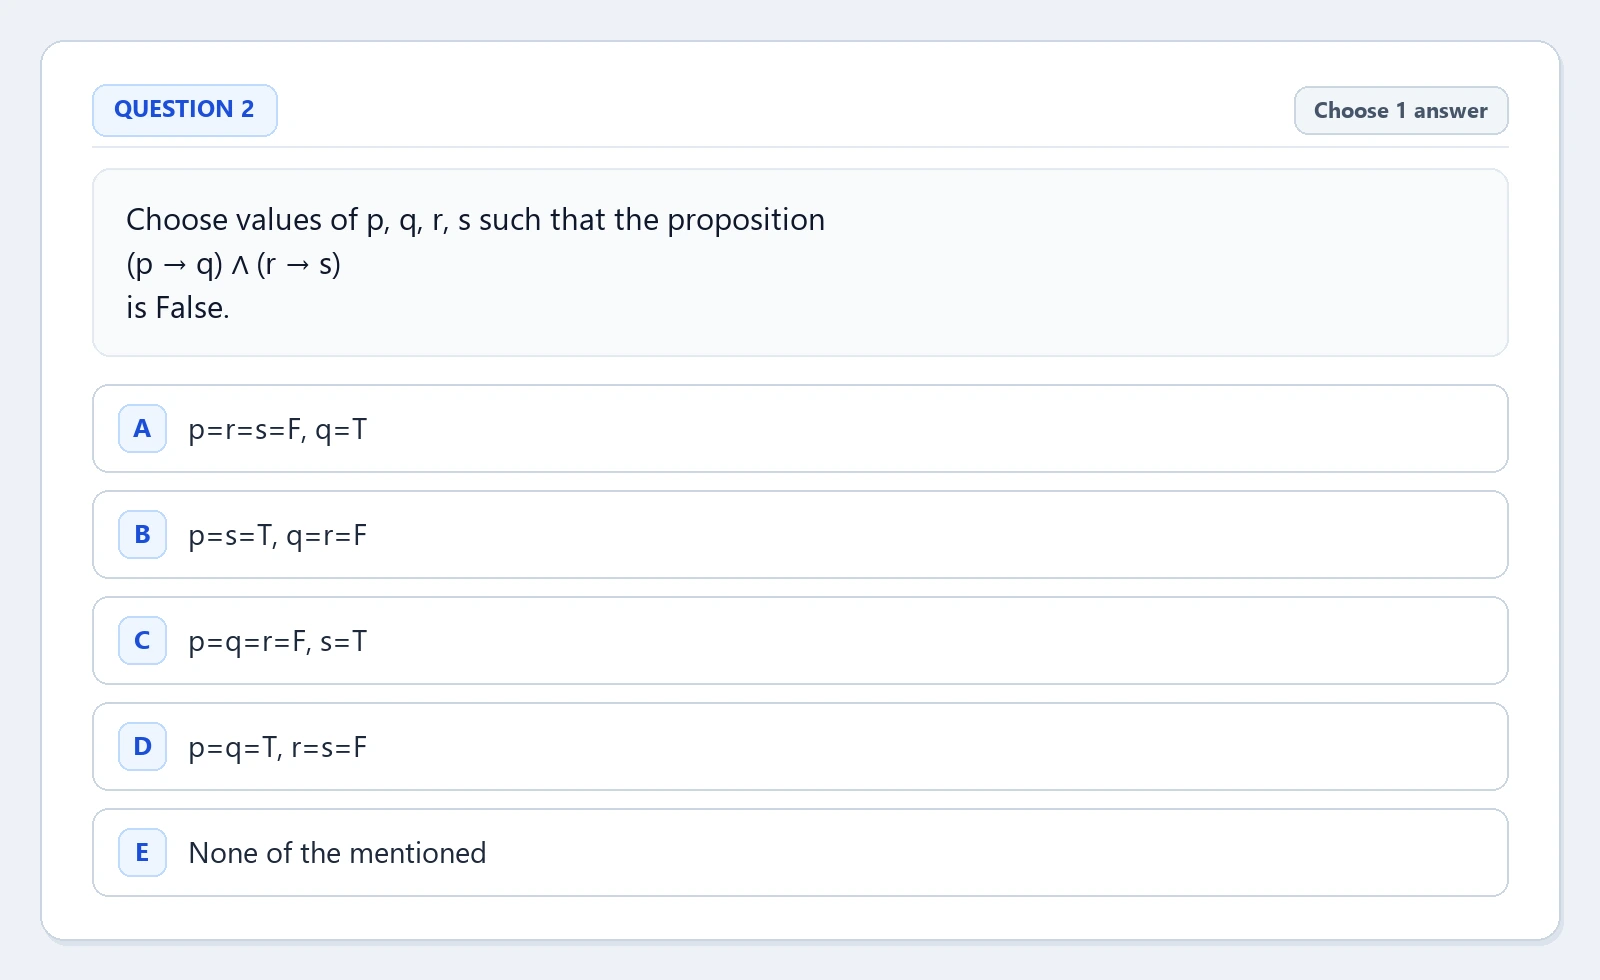 QUESTION 2
Choose 1 answer
Choose values of p, q, r, s such that the proposition
(p → q) ∧ (r → s)
is False.
A p=r=s=F, q=T
B p=s=T, q=r=F
C p=q=r=F, s=T
D p=q=T, r=s=F
E None of the mentioned